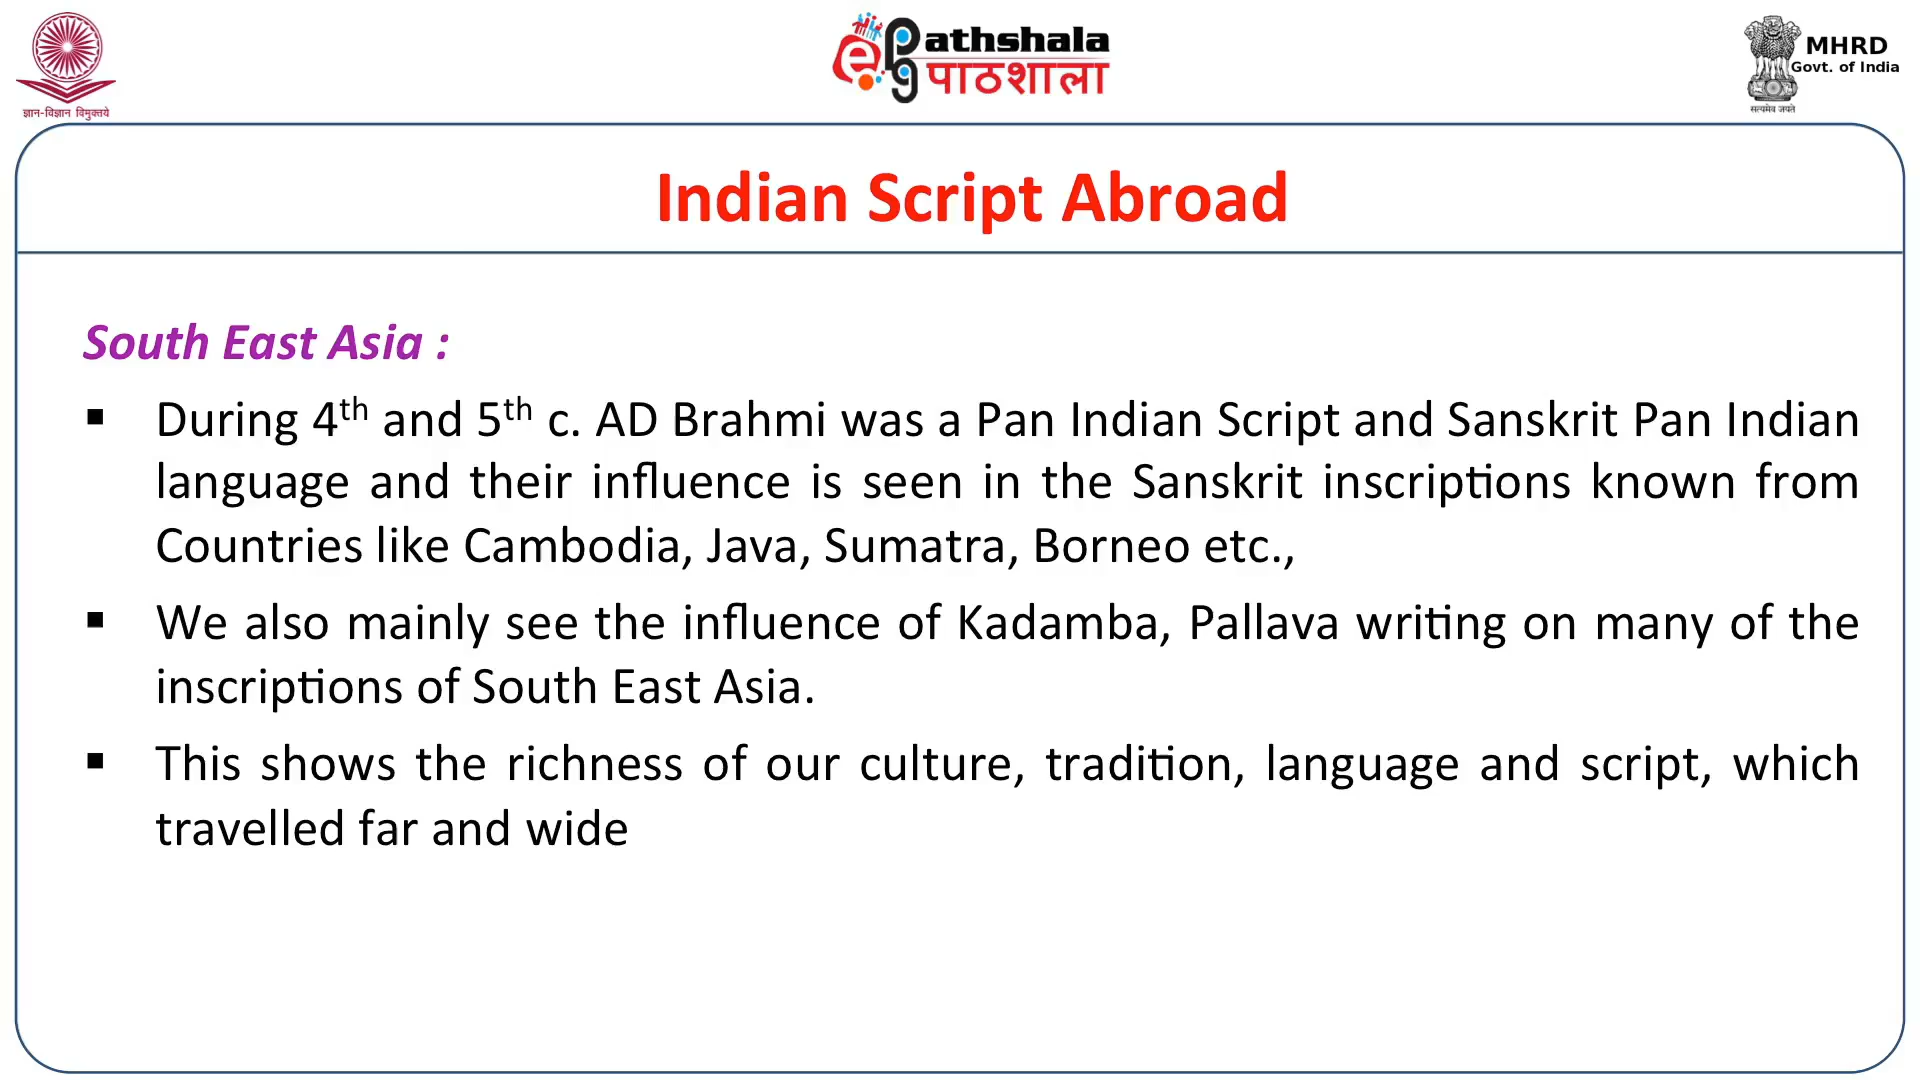 ज्ञान-विज्ञान विमुक्तये
ePG Pathshala
पाठशाला
MHRD
Govt. of India
सत्यमेव जयते
Indian Script Abroad
South East Asia :
▪ During 4th and 5th c. AD Brahmi was a Pan Indian Script and Sanskrit Pan Indian
language and their influence is seen in the Sanskrit inscriptions known from
Countries like Cambodia, Java, Sumatra, Borneo etc.,
▪ We also mainly see the influence of Kadamba, Pallava writing on many of the
inscriptions of South East Asia.
▪ This shows the richness of our culture, tradition, language and script, which
travelled far and wide